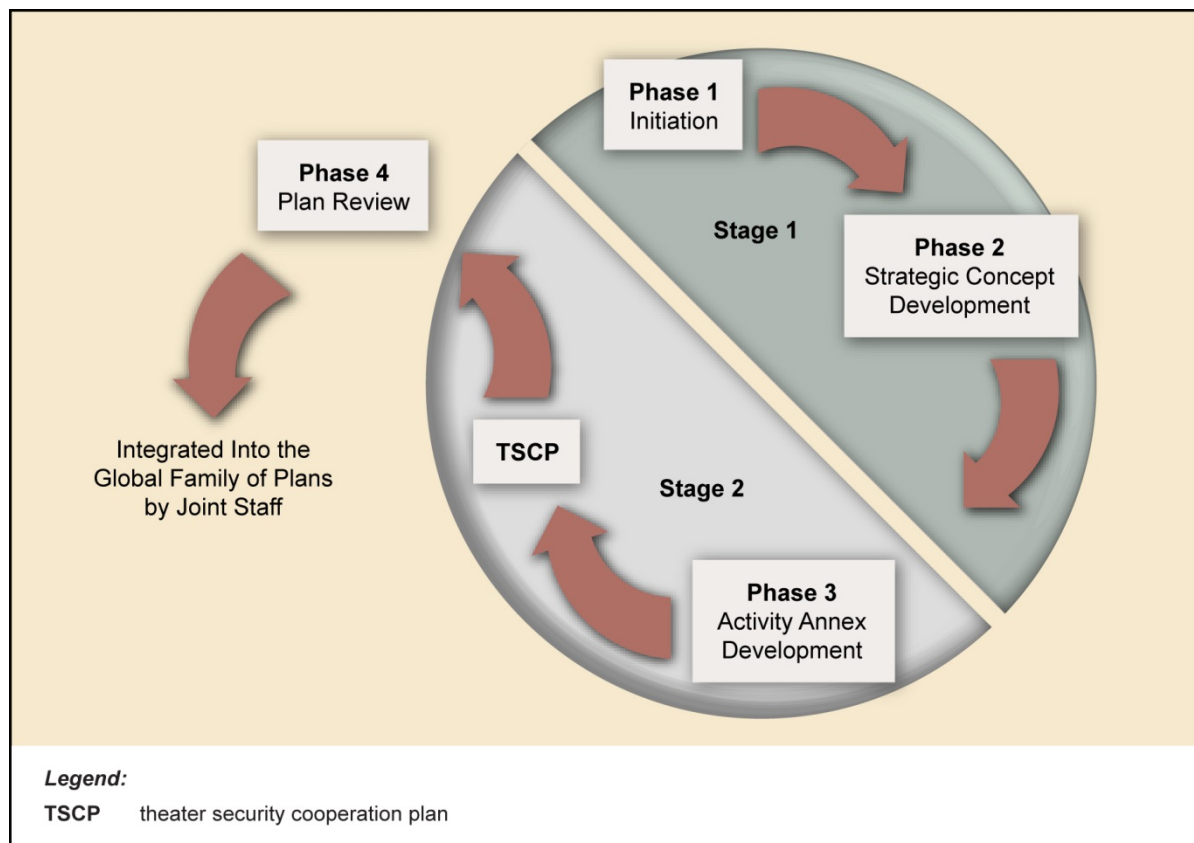 Phase 1
Initiation
Stage 1
Phase 2
Strategic Concept
Development
Phase 3
Activity Annex
Development
Stage 2
TSCP
Phase 4
Plan Review
Integrated Into the
Global Family of Plans
by Joint Staff
Legend:
TSCP theater security cooperation plan